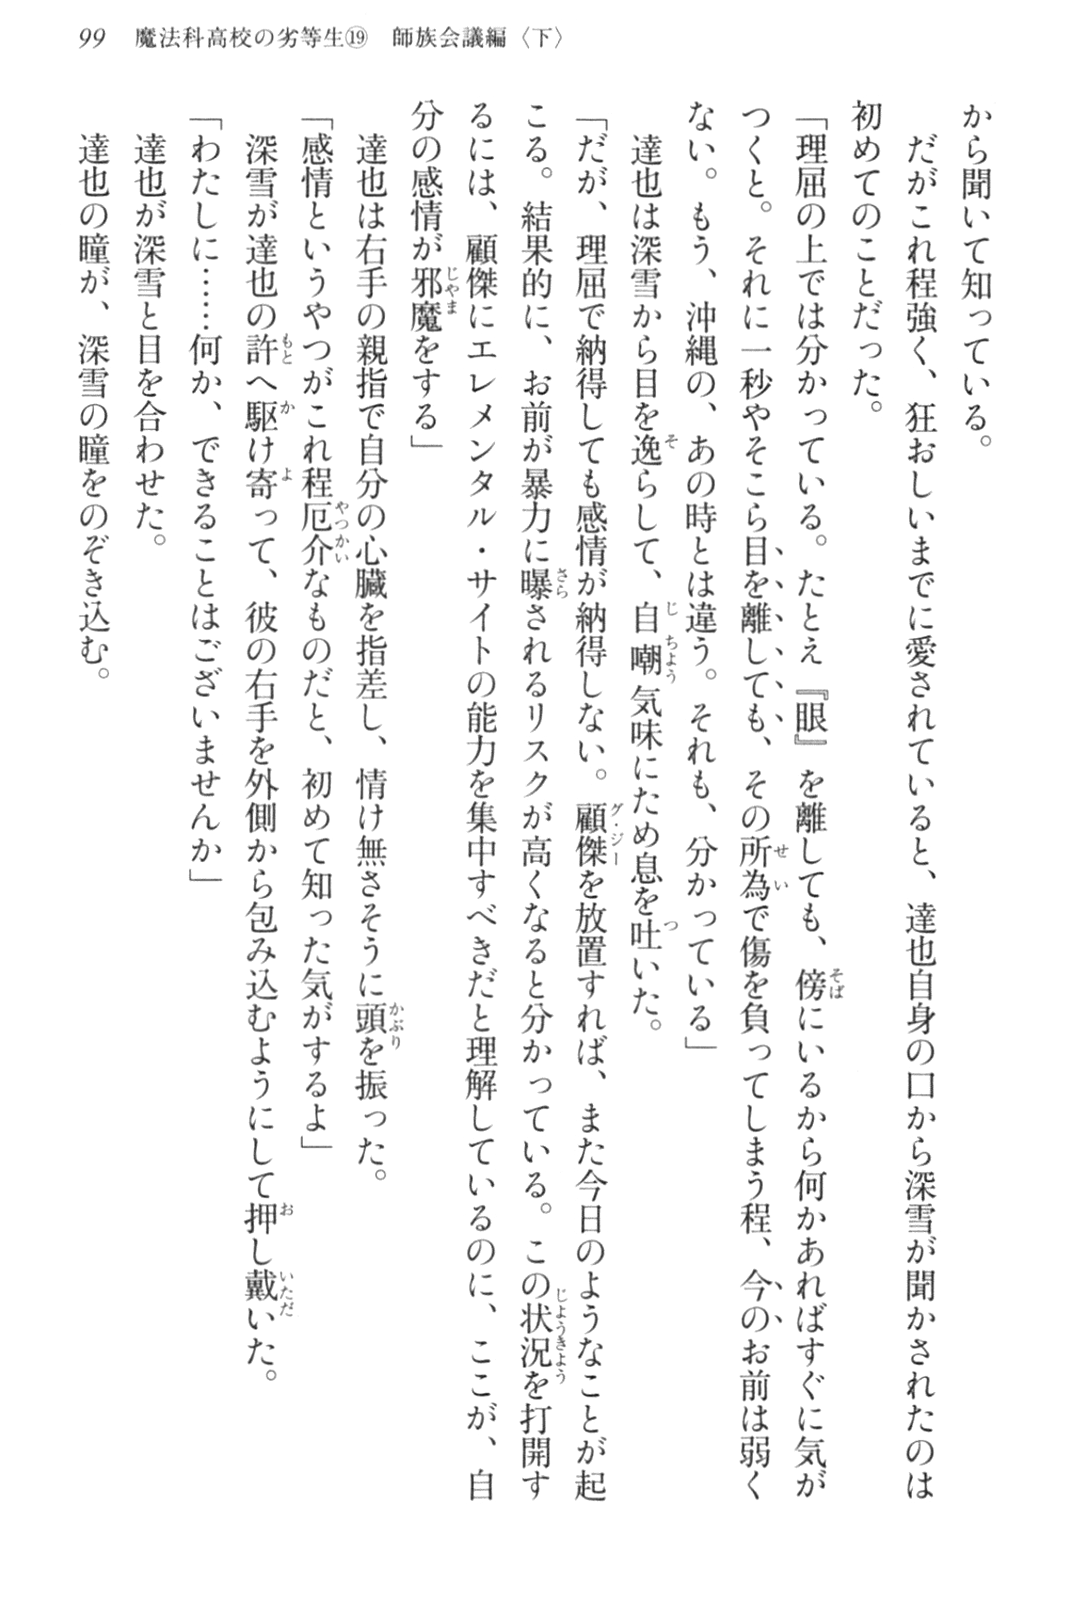 99　魔法科高校の劣等生⑲　師族会議編〈下〉
から聞いて知っている。
　だがこれ程強く、狂おしいまでに愛されていると、達也自身の口から深雪が聞かされたのは
初めてのことだった。
「理屈の上では分かっている。たとえ『眼』を離しても、傍にいるから何かあればすぐに気が
つくと。それに一秒やそこら目を離しても、その所為で傷を負ってしまう程、今のお前は弱く
ない。もう、沖縄の、あの時とは違う。それも、分かっている」
　達也は深雪から目を逸らして、自嘲気味にため息を吐いた。
「だが、理屈で納得しても感情が納得しない。顧傑を放置すれば、また今日のようなことが起
こる。結果的に、お前が暴力に曝されるリスクが高くなると分かっている。この状況を打開す
るには、顧傑にエレメンタル・サイトの能力を集中すべきだと理解しているのに、ここが、自
分の感情が邪魔をする」
　達也は右手の親指で自分の心臓を指差し、情け無さそうに頭を振った。
「感情というやつがこれ程厄介なものだと、初めて知った気がするよ」
　深雪が達也の許へ駆け寄って、彼の右手を外側から包み込むようにして押し戴いた。
「わたしに……何か、できることはございませんか」
　達也が深雪と目を合わせた。
　達也の瞳が、深雪の瞳をのぞき込む。